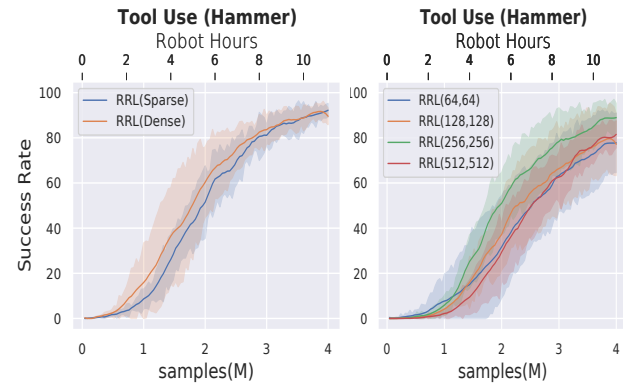 Tool Use (Hammer)
Robot Hours
0 2 4 6 8 10
100
80
60
40
20
0
Success Rate
RRL(Sparse)
RRL(Dense)
0 1 2 3 4
samples(M)
Tool Use (Hammer)
Robot Hours
0 2 4 6 8 10
100
80
60
40
20
0
RRL(64,64)
RRL(128,128)
RRL(256,256)
RRL(512,512)
0 1 2 3 4
samples(M)